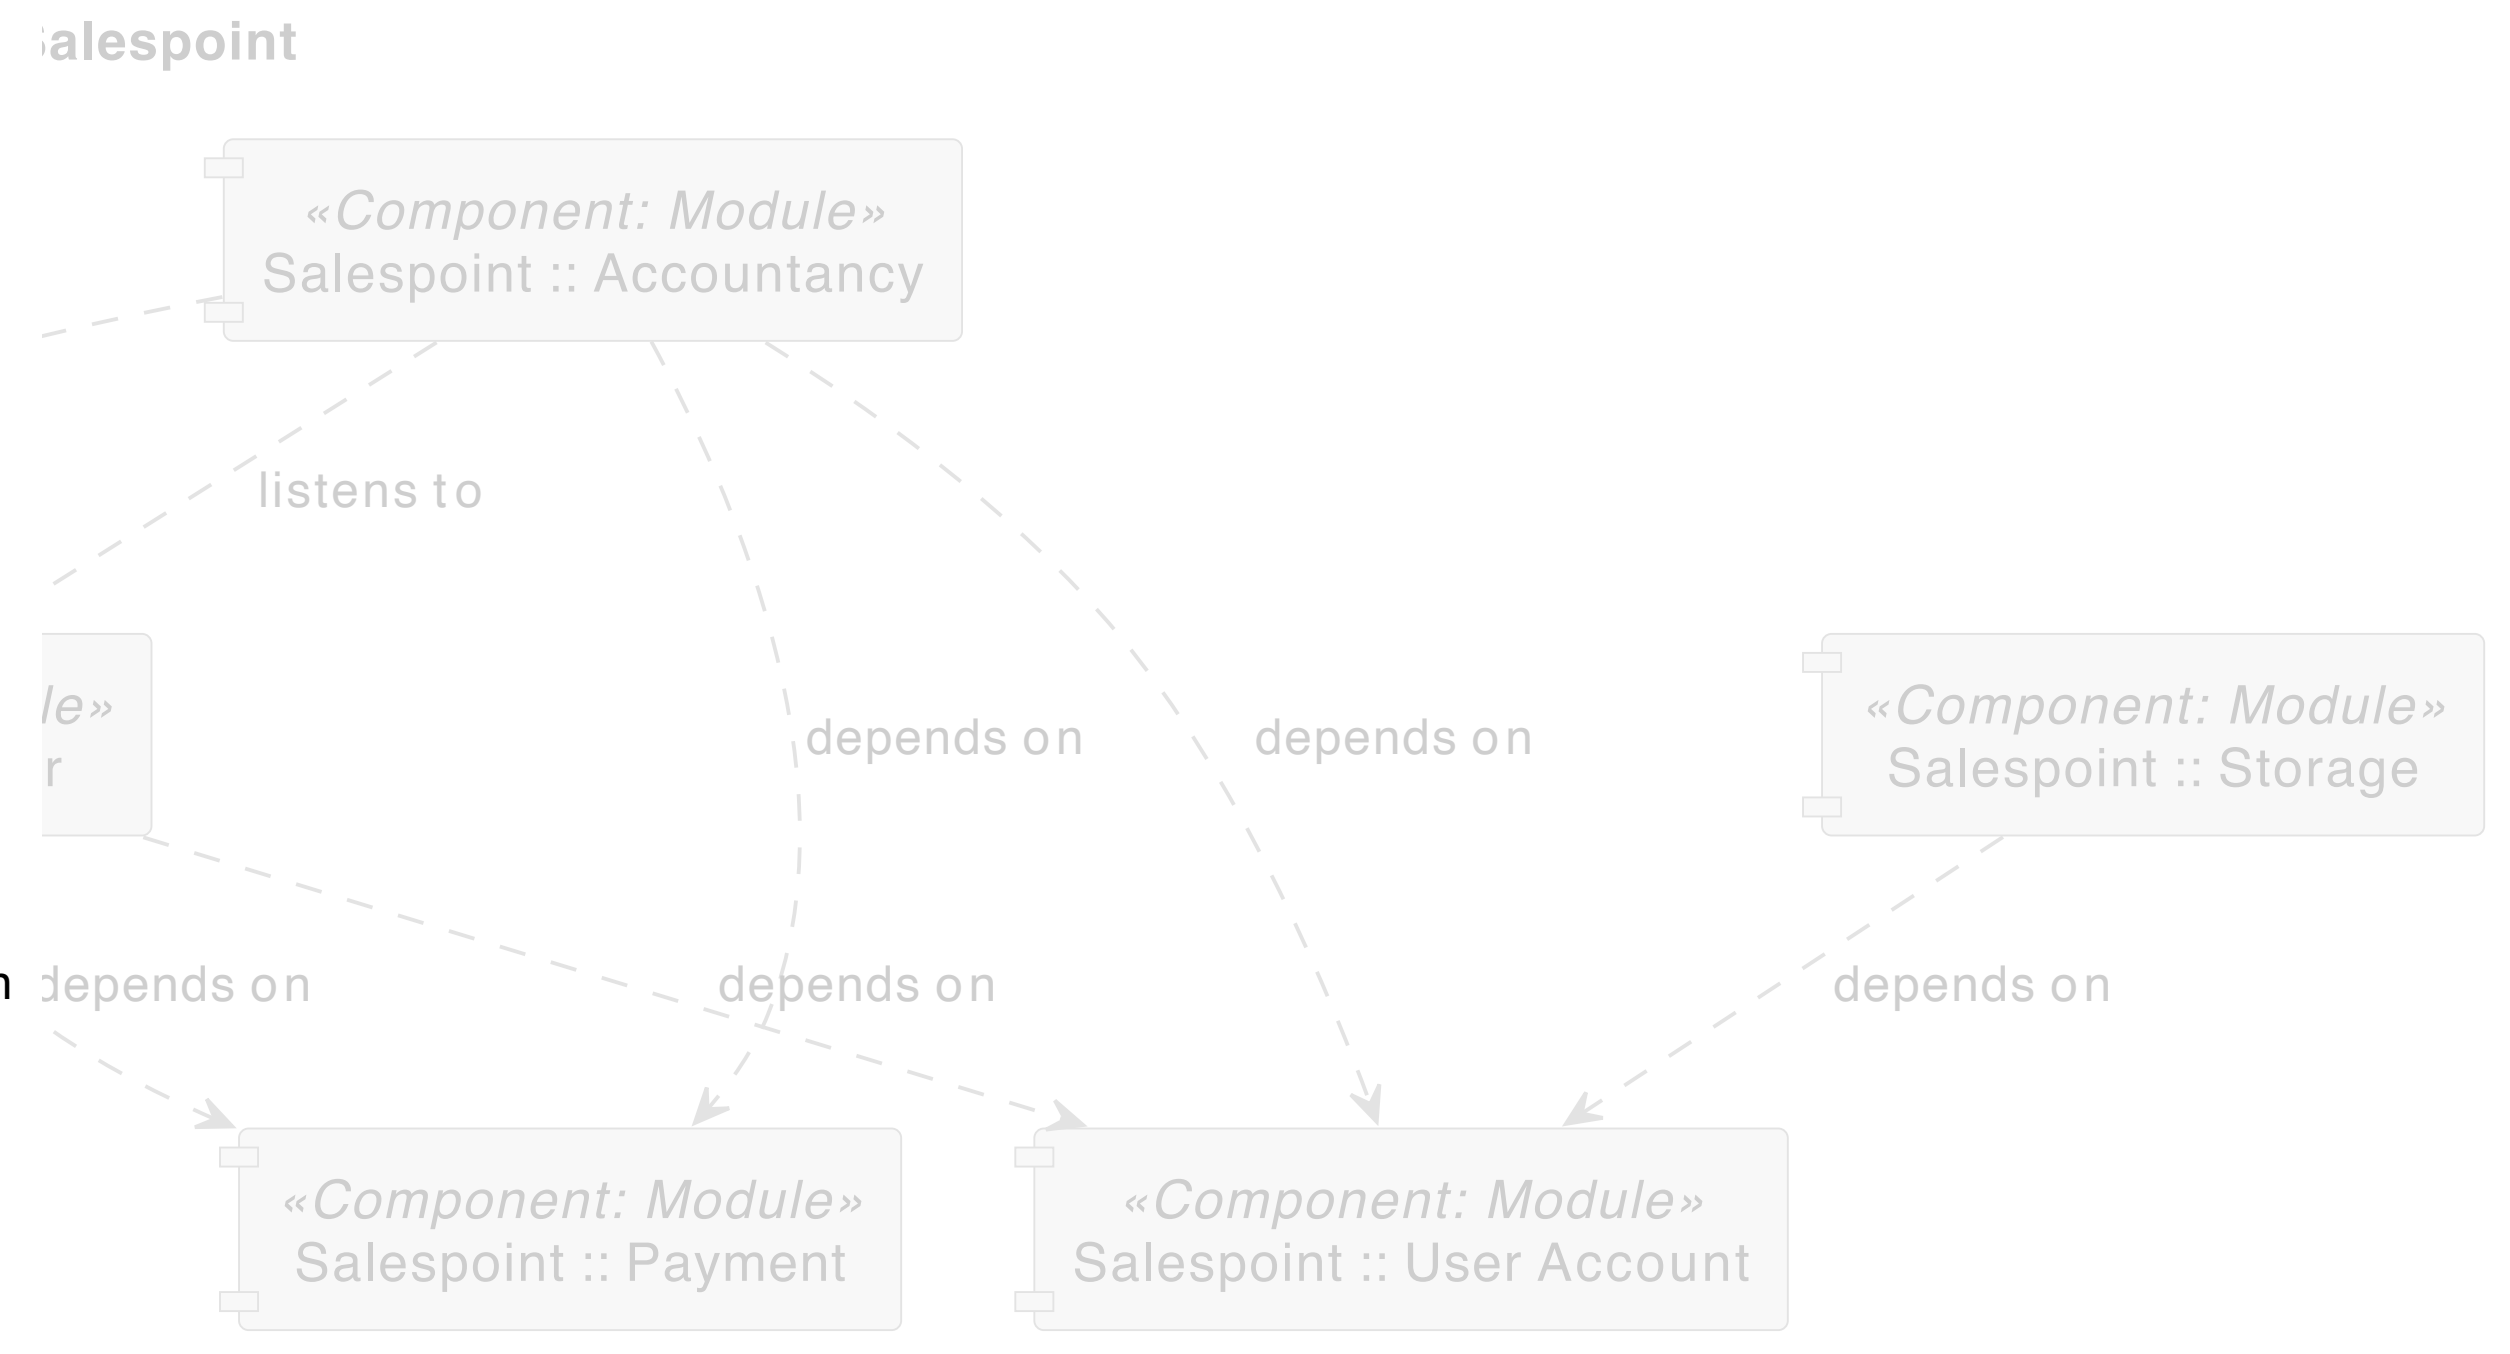 alespoint
«Component: Module»
Salespoint :: Accountancy
listens to
le»
r
depends on
depends on
«Component: Module»
Salespoint :: Storage
n
depends on
depends on
depends on
«Component: Module»
Salespoint :: Payment
«Component: Module»
Salespoint :: User Account